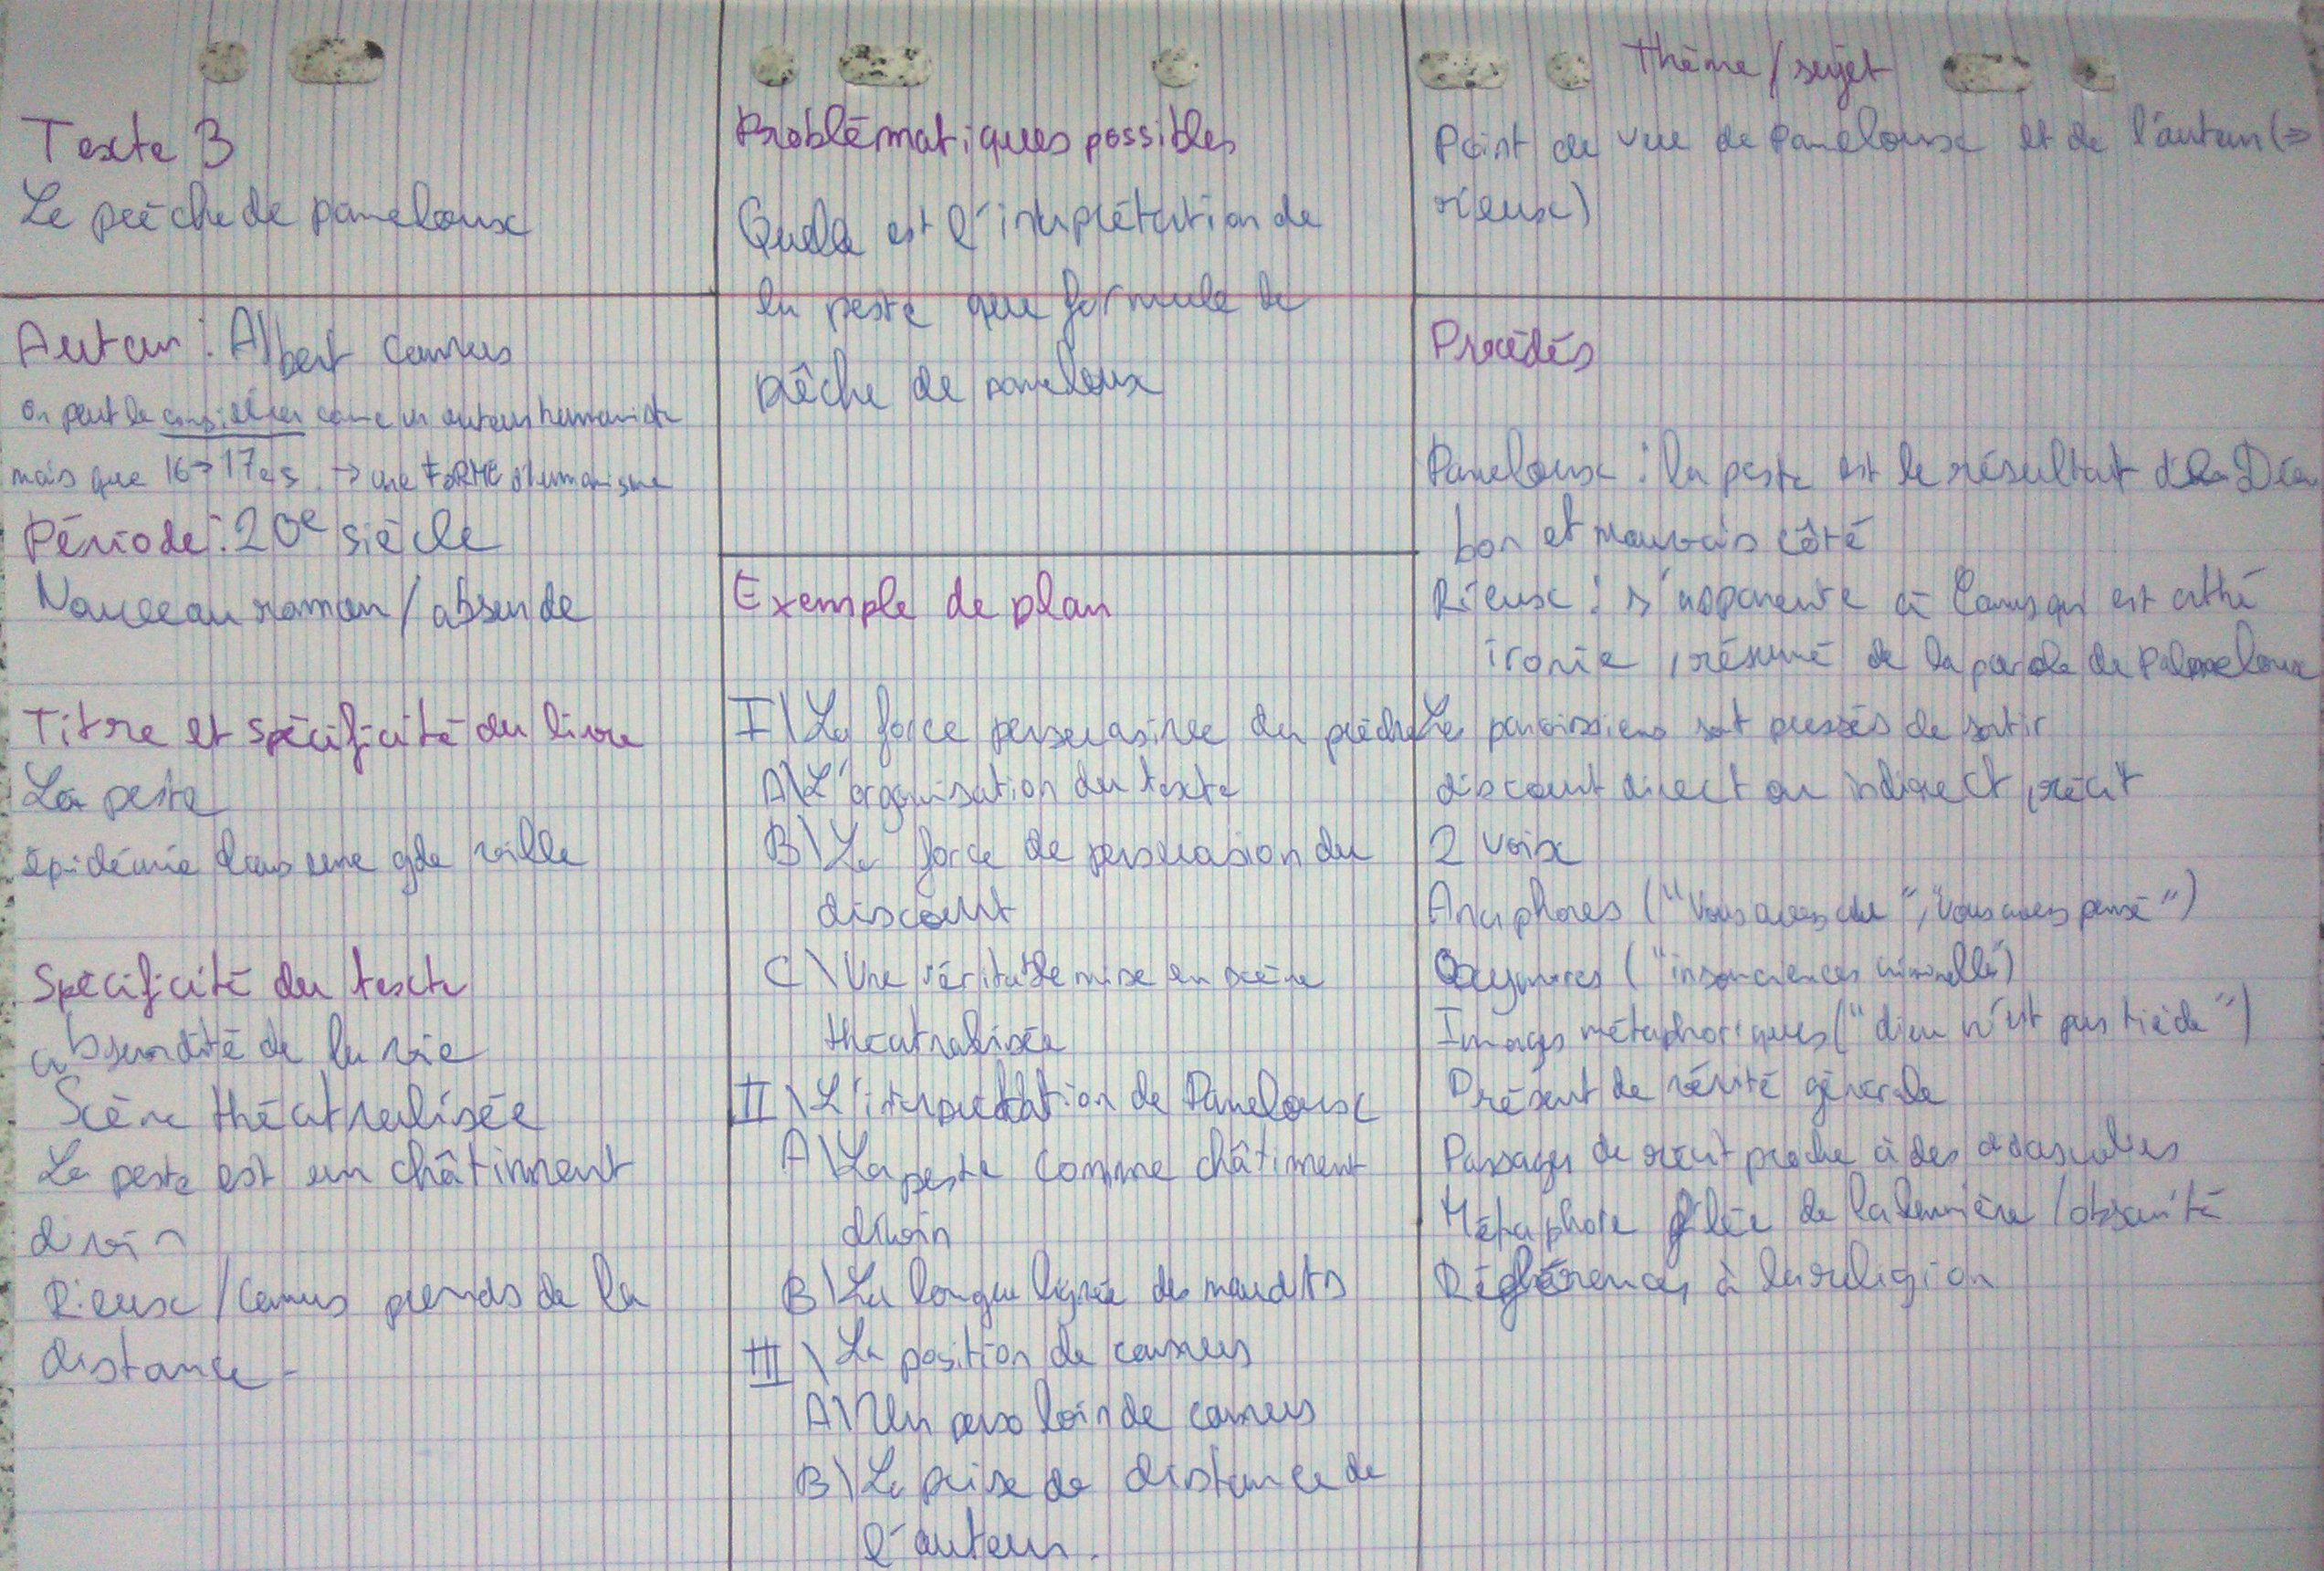 Texte 3
Le prêche de paneloux
Auteur : Albert Camus
on peut le considérer comme un auteur humaniste
mais que 16→17es → une FORME d'humanisme
Période : 20e siècle
Nouveau roman / absurde
Titre et spécificité du livre
La peste
épidémie dans une gde ville
Spécificité du texte
absurdité de la vie
Scène théatralisée
La peste est un châtiment
divin
Rieux / Camus prends de la
distance -
Problématiques possibles
Quelle est l'interprétation de
la peste que formule le
prêche de paneloux
Exemple de plan
I \ La force persuasive du prêche
A \ L'organisation du texte
B \ La force de persuasion du
discourt
C \ Une véritable mise en scène
théatralisée
II \ L'interprétation de Paneloux
A \ La peste comme châtiment
divin
B \ La longue lignée des maudits
III \ La position de camus
A \ Un perso loin de camus
B \ La prise de distance de
l'auteur.
Thème / sujet
Point de vue de Paneloux et de l'auteur (=>
rieux)
Procédés
Paneloux : la peste est le résultat de Dieu
bon et mauvais côté
Rieux : s'apparente à Camus qui est athé
ironie, résumé de la parole de Paneloux
Les paroissiens sont pressés de sortir
discourt direct ou indirect, récit
2 voix
Anaphores ("Vous avez cru", "Vous avez pensé")
Oxymores ("insonciences criminelles")
Images métaphoriques ("dieu n'est pas tiède")
Présent de vérité générale
Passages de récit proche à des didascalies
Métaphore filée de la lumière / obscurité
Références à la religion